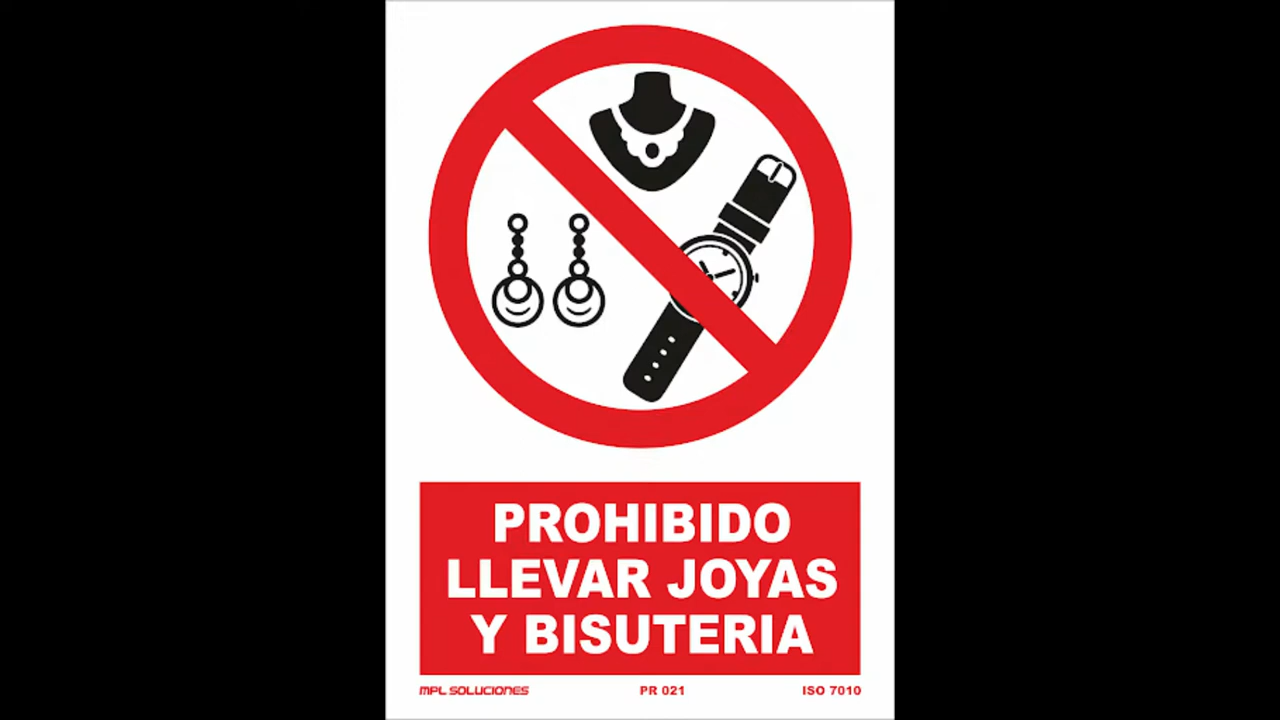 PROHIBIDO
LLEVAR JOYAS
Y BISUTERIA
MPL SOLUCIONES PR 021 ISO 7010